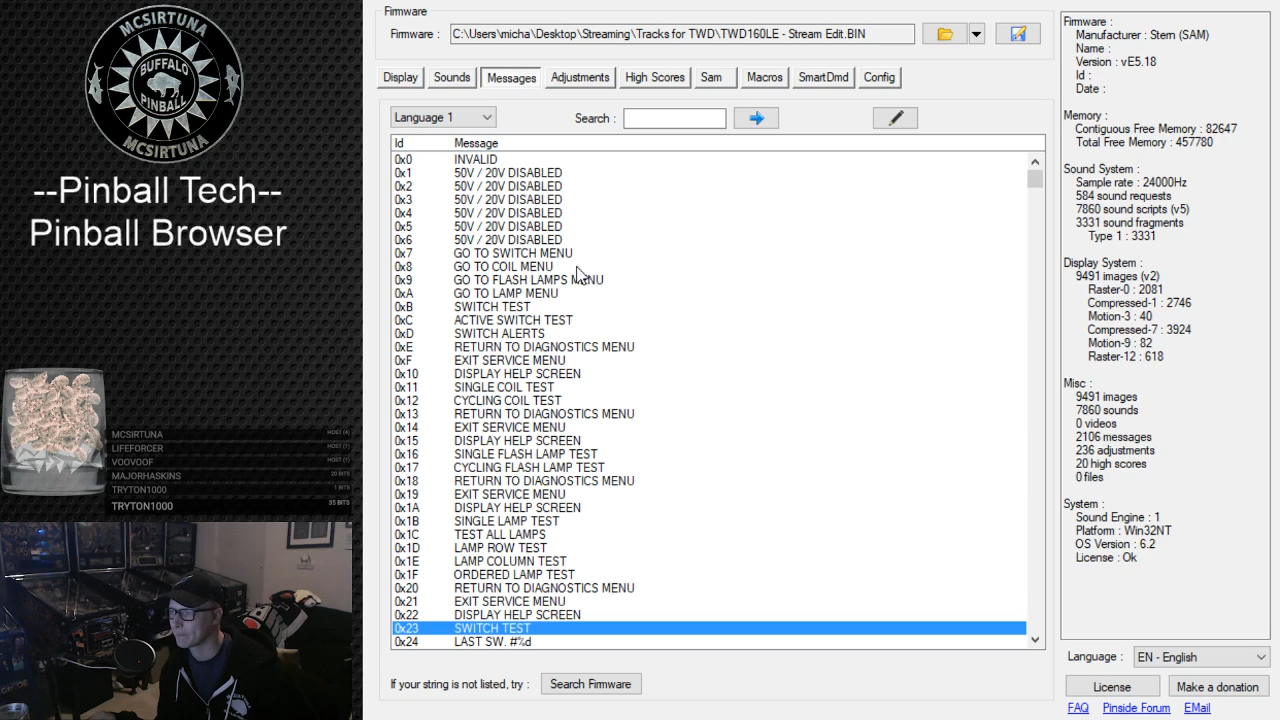 MCSIRTUNA
BUFFALO
PINBALL
MCSIRTUNA
--Pinball Tech--
Pinball Browser
MCSIRTUNA HOST (4)
LIFEFORCER HOST (1)
VOOVOOF HOST (1)
MAJORHASKINS 20 BITS
TRYTON1000 1 BITS
TRYTON1000 35 BITS
Firmware
Firmware : C:\Users\micha\Desktop\Streaming\Tracks for TWD\TWD160LE - Stream Edit.BIN
Display Sounds Messages Adjustments High Scores Sam Macros SmartDmd Config
Language 1 Search :
Id Message
0x0 INVALID
0x1 50V / 20V DISABLED
0x2 50V / 20V DISABLED
0x3 50V / 20V DISABLED
0x4 50V / 20V DISABLED
0x5 50V / 20V DISABLED
0x6 50V / 20V DISABLED
0x7 GO TO SWITCH MENU
0x8 GO TO COIL MENU
0x9 GO TO FLASH LAMPS MENU
0xA GO TO LAMP MENU
0xB SWITCH TEST
0xC ACTIVE SWITCH TEST
0xD SWITCH ALERTS
0xE RETURN TO DIAGNOSTICS MENU
0xF EXIT SERVICE MENU
0x10 DISPLAY HELP SCREEN
0x11 SINGLE COIL TEST
0x12 CYCLING COIL TEST
0x13 RETURN TO DIAGNOSTICS MENU
0x14 EXIT SERVICE MENU
0x15 DISPLAY HELP SCREEN
0x16 SINGLE FLASH LAMP TEST
0x17 CYCLING FLASH LAMP TEST
0x18 RETURN TO DIAGNOSTICS MENU
0x19 EXIT SERVICE MENU
0x1A DISPLAY HELP SCREEN
0x1B SINGLE LAMP TEST
0x1C TEST ALL LAMPS
0x1D LAMP ROW TEST
0x1E LAMP COLUMN TEST
0x1F ORDERED LAMP TEST
0x20 RETURN TO DIAGNOSTICS MENU
0x21 EXIT SERVICE MENU
0x22 DISPLAY HELP SCREEN
0x23 SWITCH TEST
0x24 LAST SW. #%d
If your string is not listed, try : Search Firmware
Firmware :
Manufacturer : Stern (SAM)
Name :
Version : vE5.18
Id :
Date :
Memory :
Contiguous Free Memory : 82647
Total Free Memory : 457780
Sound System :
Sample rate : 24000Hz
584 sound requests
7860 sound scripts (v5)
3331 sound fragments
Type 1 : 3331
Display System :
9491 images (v2)
Raster-0 : 2081
Compressed-1 : 2746
Motion-3 : 40
Compressed-7 : 3924
Motion-9 : 82
Raster-12 : 618
Misc :
9491 images
7860 sounds
0 videos
2106 messages
236 adjustments
20 high scores
0 files
System :
Sound Engine : 1
Platform : Win32NT
OS Version : 6.2
License : Ok
Language : EN - English
License Make a donation
FAQ Pinside Forum EMail